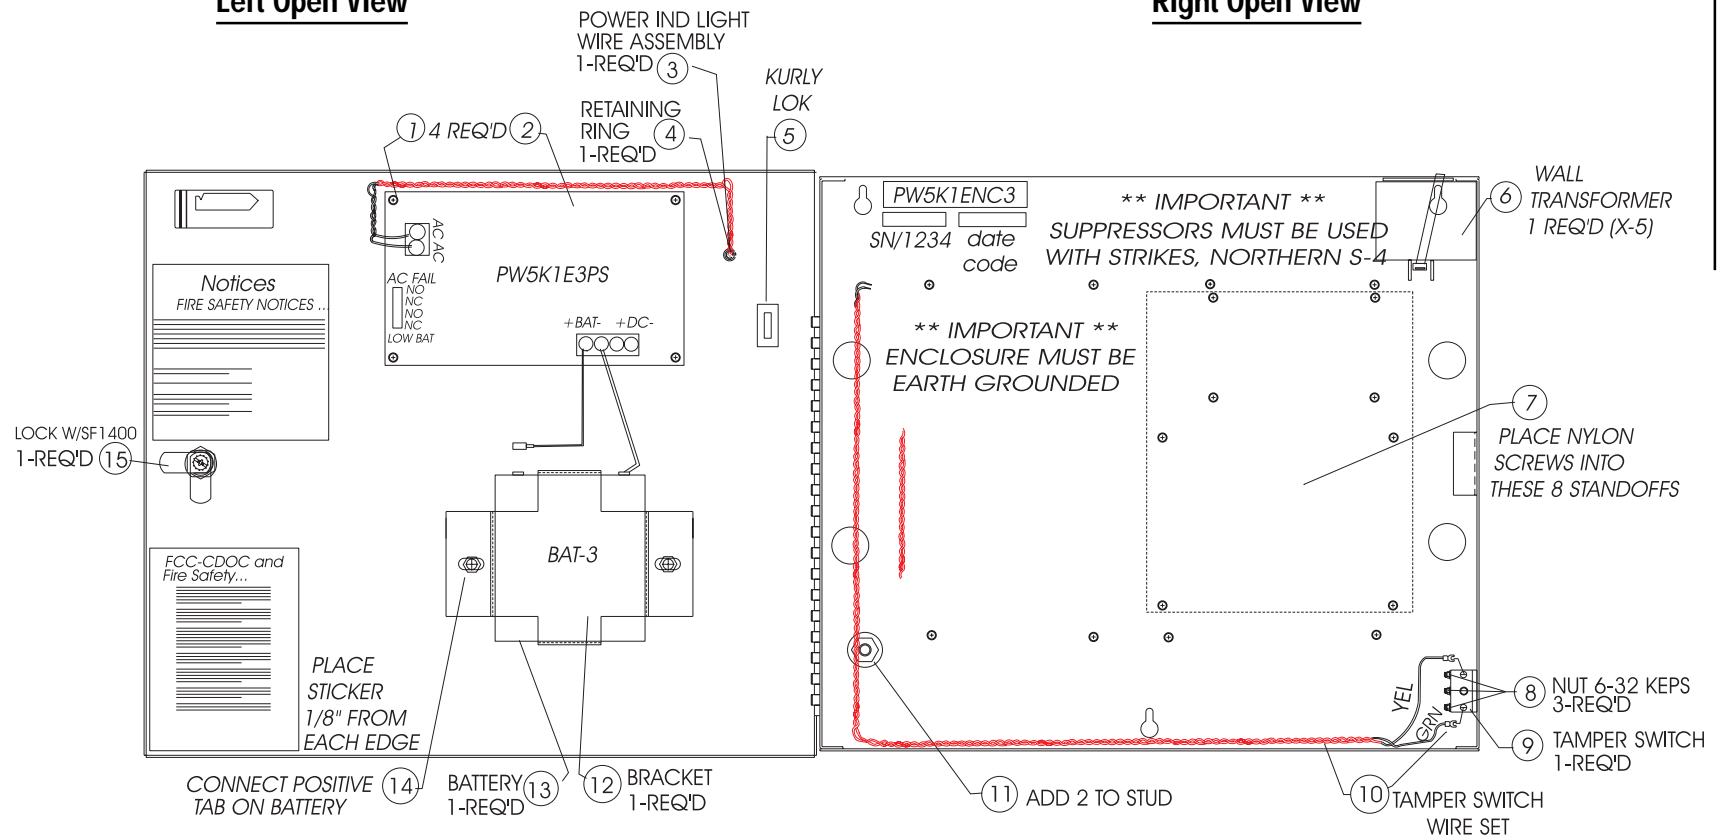 Left Open View
Right Open View
POWER IND LIGHT
WIRE ASSEMBLY
1-REQ'D 3
KURLY
LOK
5
RETAINING
RING 4
1-REQ'D
1 4 REQ'D 2
WALL
6 TRANSFORMER
1 REQ'D (X-5)
PW5K1ENC3
SN/1234 date
code
** IMPORTANT **
SUPPRESSORS MUST BE USED
WITH STRIKES, NORTHERN S-4
AC AC
PW5K1E3PS
AC FAIL
NO
NC
NO
NC
LOW BAT
+BAT- +DC-
Notices
FIRE SAFETY NOTICES ...
** IMPORTANT **
ENCLOSURE MUST BE
EARTH GROUNDED
7
PLACE NYLON
SCREWS INTO
THESE 8 STANDOFFS
LOCK W/SF1400
1-REQ'D 15
BAT-3
FCC-CDOC and
Fire Safety...
PLACE
STICKER
1/8" FROM
EACH EDGE
YEL
GRN
8 NUT 6-32 KEPS
3-REQ'D
9 TAMPER SWITCH
1-REQ'D
CONNECT POSITIVE 14
TAB ON BATTERY
BATTERY 13
1-REQ'D
12 BRACKET
1-REQ'D
11 ADD 2 TO STUD
10 TAMPER SWITCH
WIRE SET